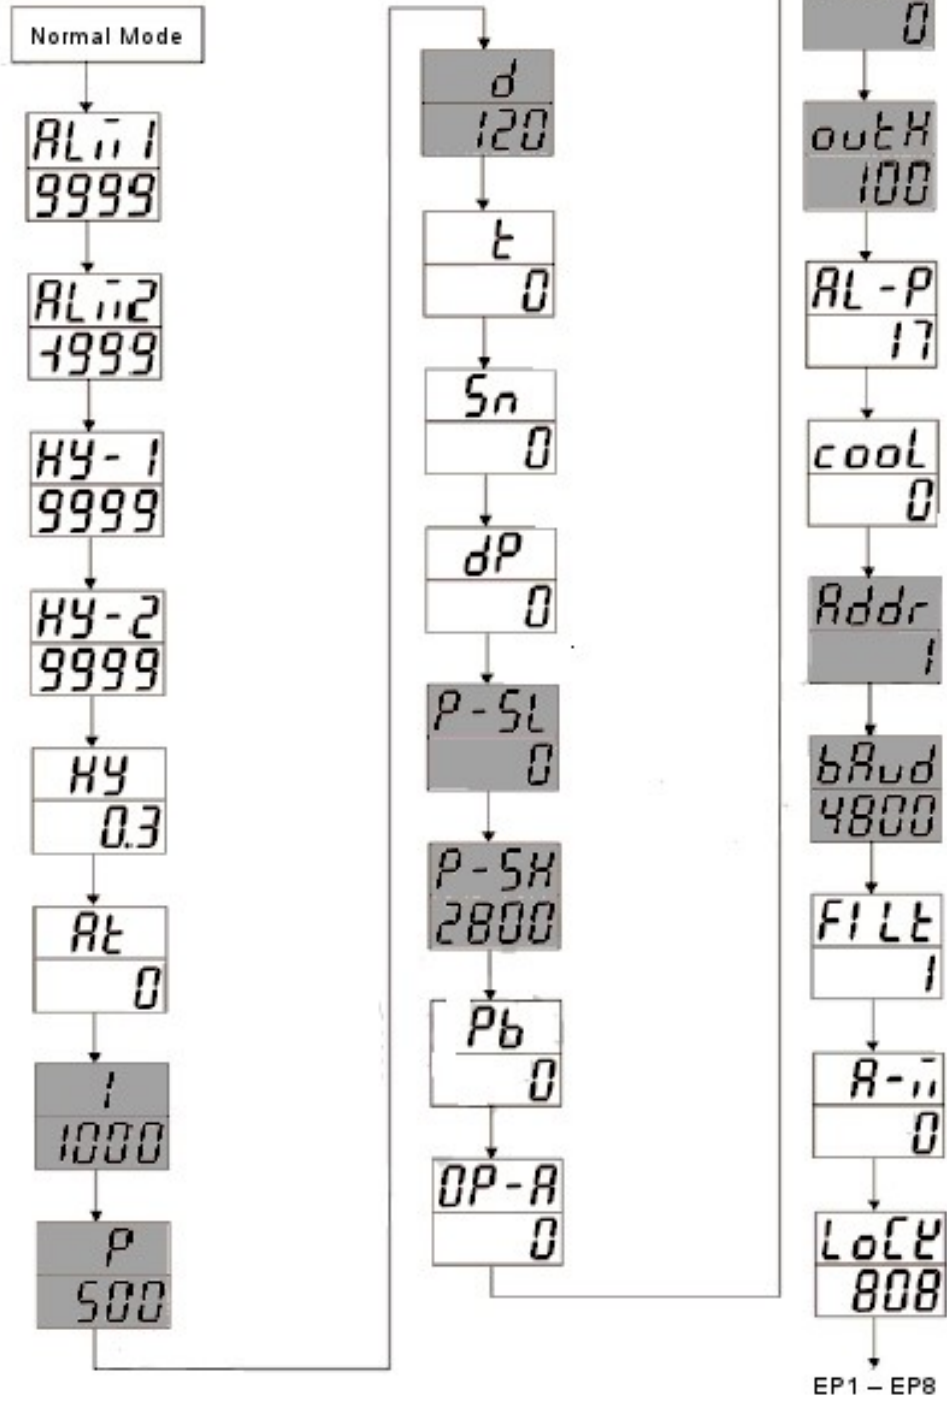 Normal Mode
ALM1
9999
ALM2
-1999
HY-1
9999
HY-2
9999
HY
0.3
At
0
I
1000
P
500
d
120
t
0
Sn
0
dP
0
P-SL
0
P-SH
2800
Pb
0
OP-A
0
0
outH
100
AL-P
17
cooL
0
Addr
1
bAud
4800
FILt
1
A-M
0
LoCK
808
EP1 – EP8